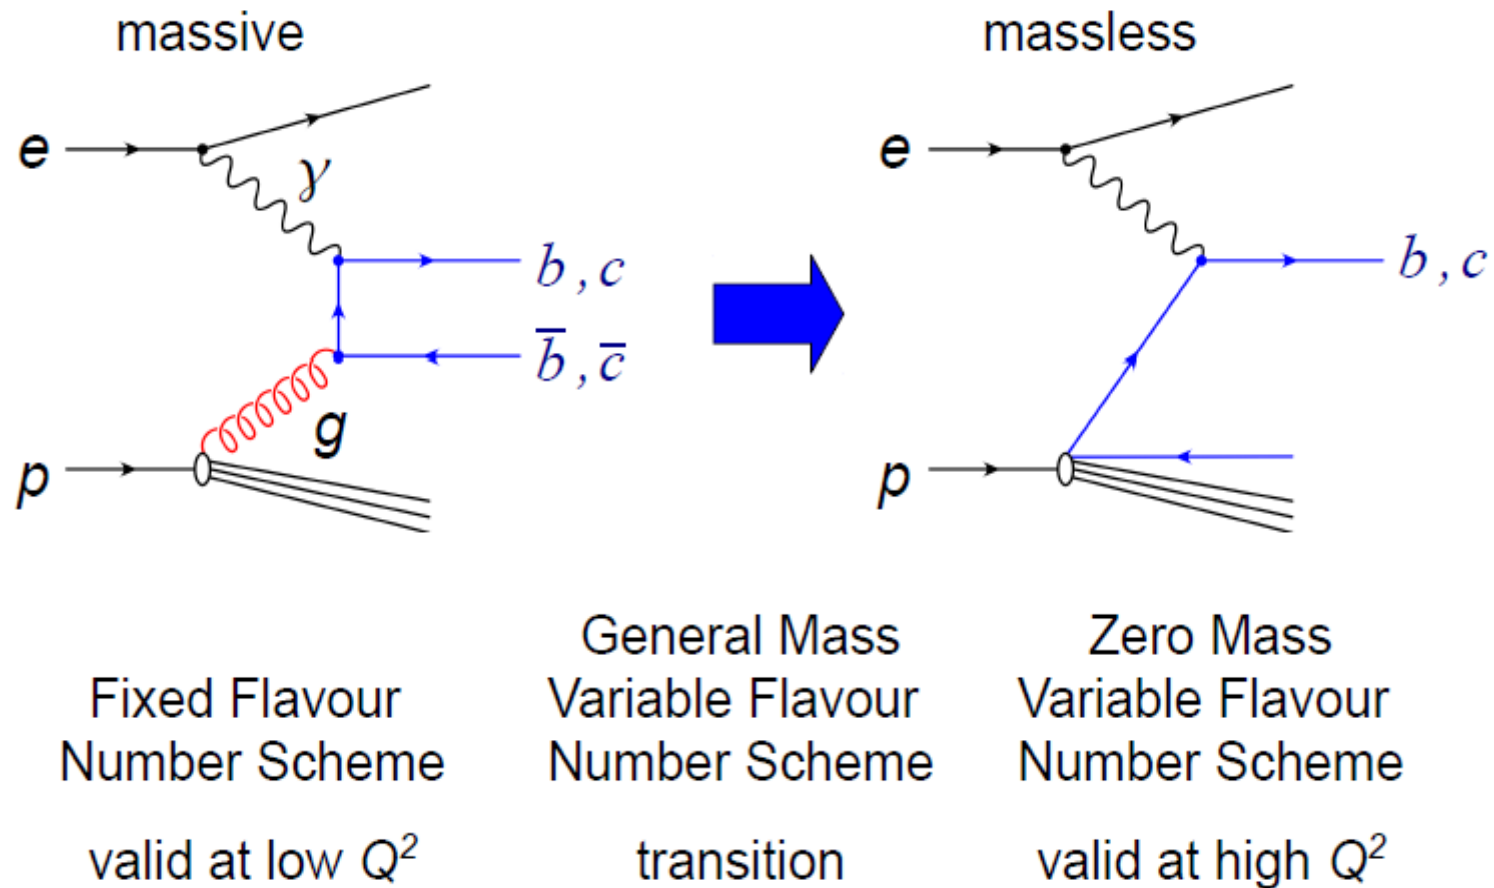 massive
massless
e
γ
b , c
b̅ , c̅
g
p
e
b , c
p
Fixed Flavour
Number Scheme
valid at low Q²
General Mass
Variable Flavour
Number Scheme
transition
Zero Mass
Variable Flavour
Number Scheme
valid at high Q²